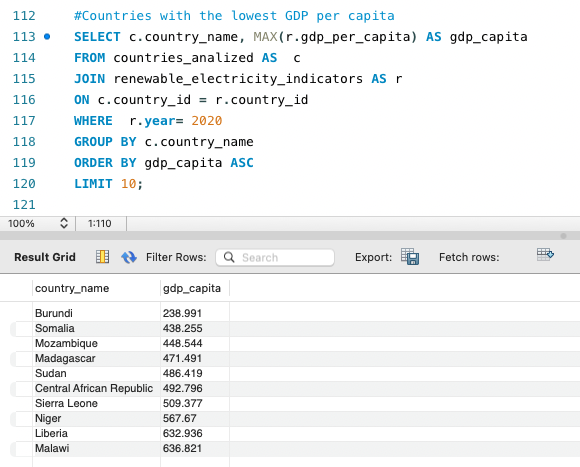 112 #Countries with the lowest GDP per capita
113 SELECT c.country_name, MAX(r.gdp_per_capita) AS gdp_capita
114 FROM countries_analized AS c
115 JOIN renewable_electricity_indicators AS r
116 ON c.country_id = r.country_id
117 WHERE r.year= 2020
118 GROUP BY c.country_name
119 ORDER BY gdp_capita ASC
120 LIMIT 10;
121
100% 1:110
Result Grid Filter Rows: Search Export: Fetch rows:
country_name gdp_capita
Burundi 238.991
Somalia 438.255
Mozambique 448.544
Madagascar 471.491
Sudan 486.419
Central African Republic 492.796
Sierra Leone 509.377
Niger 567.67
Liberia 632.936
Malawi 636.821